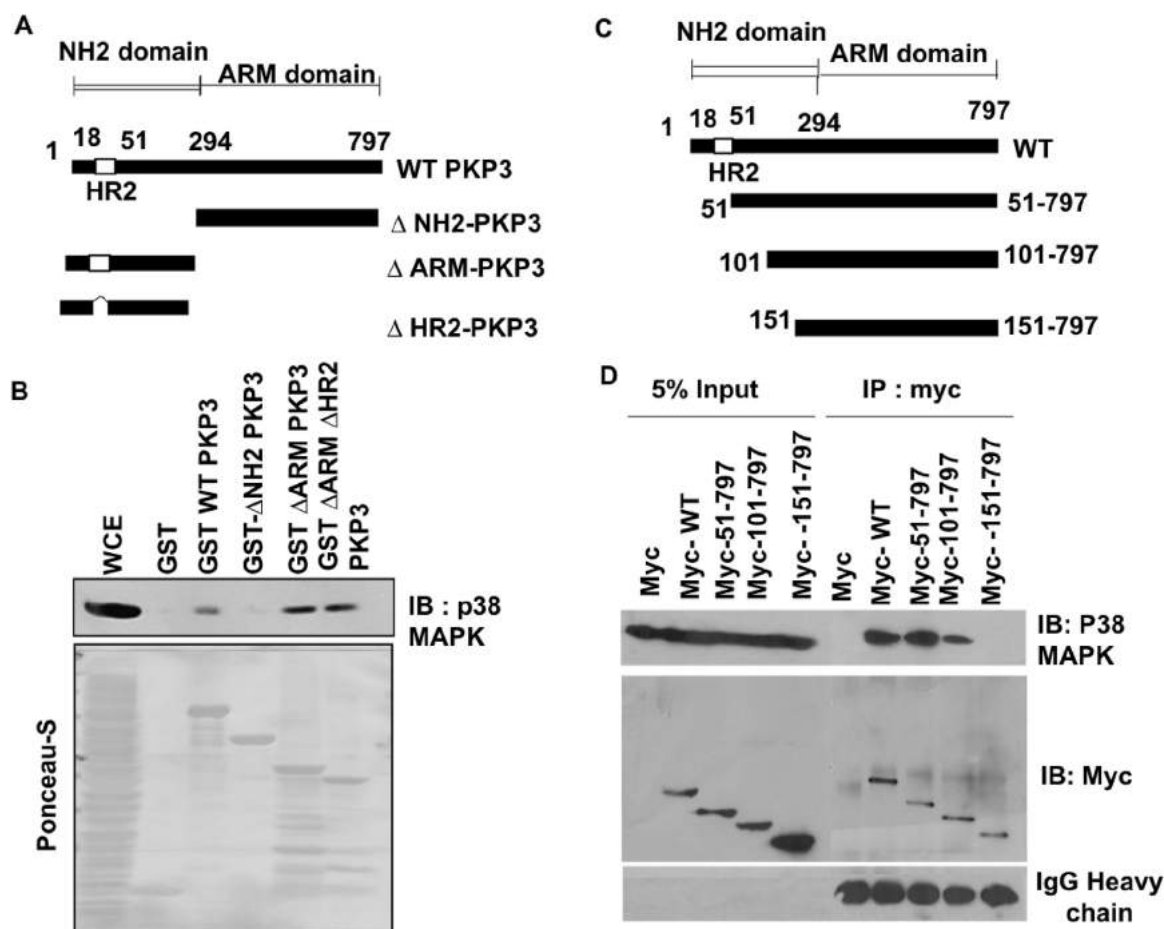 A
NH2 domain
ARM domain
1 18 51 294 797
WT PKP3
HR2
Δ NH2-PKP3
Δ ARM-PKP3
Δ HR2-PKP3
B
WCE
GST
GST WT PKP3
GST-ΔNH2 PKP3
GST ΔARM PKP3
GST ΔARM ΔHR2
PKP3
IB : p38
MAPK
Ponceau-S
C
NH2 domain
ARM domain
1 18 51 294 797
WT
HR2
51 51-797
101 101-797
151 151-797
D
5% Input IP : myc
Myc
Myc- WT
Myc-51-797
Myc-101-797
Myc- -151-797
Myc
Myc- WT
Myc-51-797
Myc-101-797
Myc- -151-797
IB: P38
MAPK
IB: Myc
IgG Heavy
chain